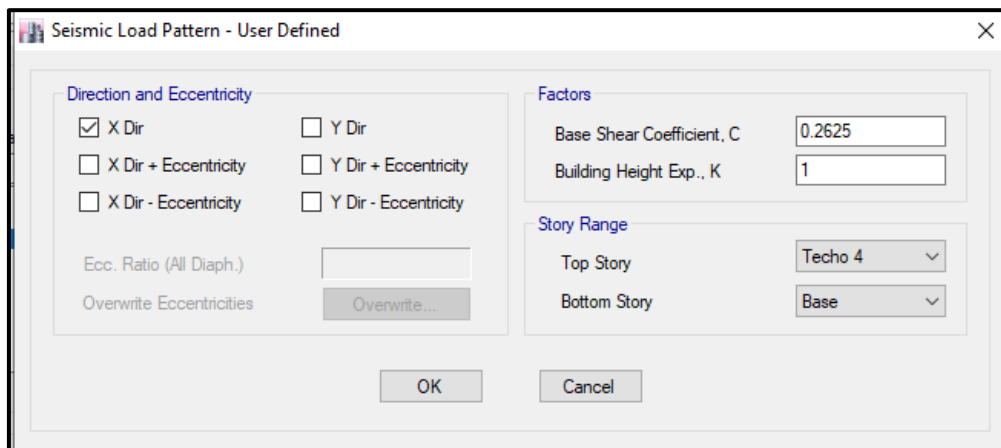 Seismic Load Pattern - User Defined
Direction and Eccentricity
X Dir
Y Dir
X Dir + Eccentricity
Y Dir + Eccentricity
X Dir - Eccentricity
Y Dir - Eccentricity
Ecc. Ratio (All Diaph.)
Overwrite Eccentricities
Overwrite...
Factors
Base Shear Coefficient, C
0.2625
Building Height Exp., K
1
Story Range
Top Story
Techo 4
Bottom Story
Base
OK
Cancel